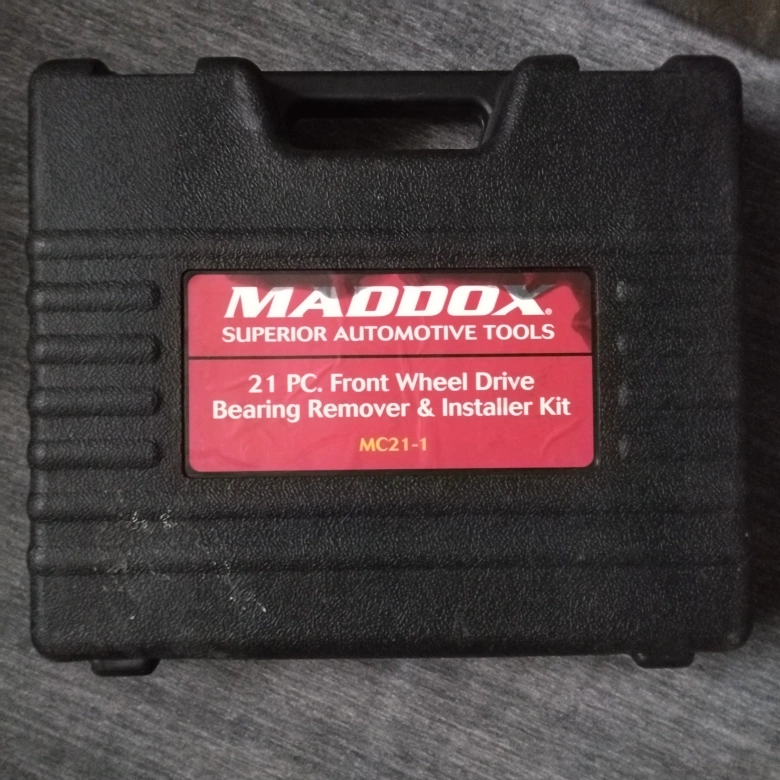 MADDOX®
SUPERIOR AUTOMOTIVE TOOLS
21 PC. Front Wheel Drive
Bearing Remover & Installer Kit
MC21-1